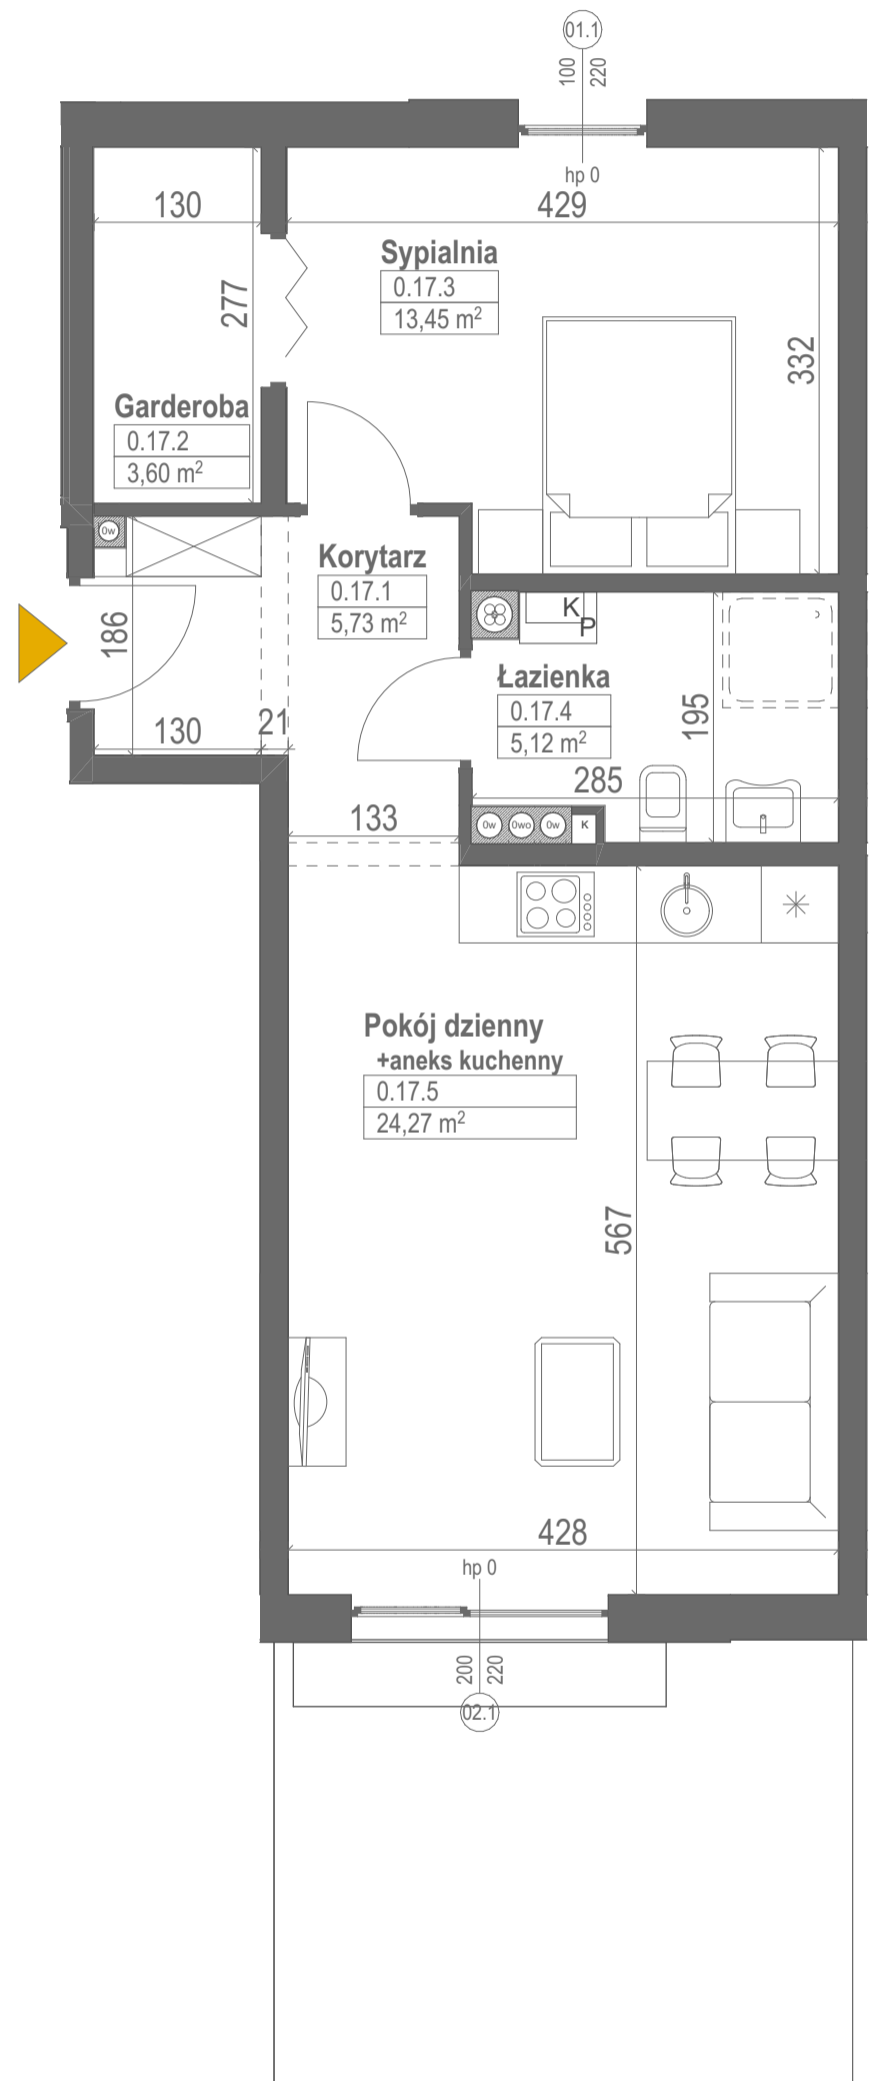 01.1
100
220
hp 0
130
429
Sypialnia
0.17.3
13,45 m²
277
332
Garderoba
0.17.2
3,60 m²
0w
Korytarz
0.17.1
5,73 m²
K
P
186
Łazienka
0.17.4
5,12 m²
195
130
21
285
133
0w
0wo
0w
K
Pokój dzienny
+aneks kuchenny
0.17.5
24,27 m²
567
428
hp 0
200
220
02.1